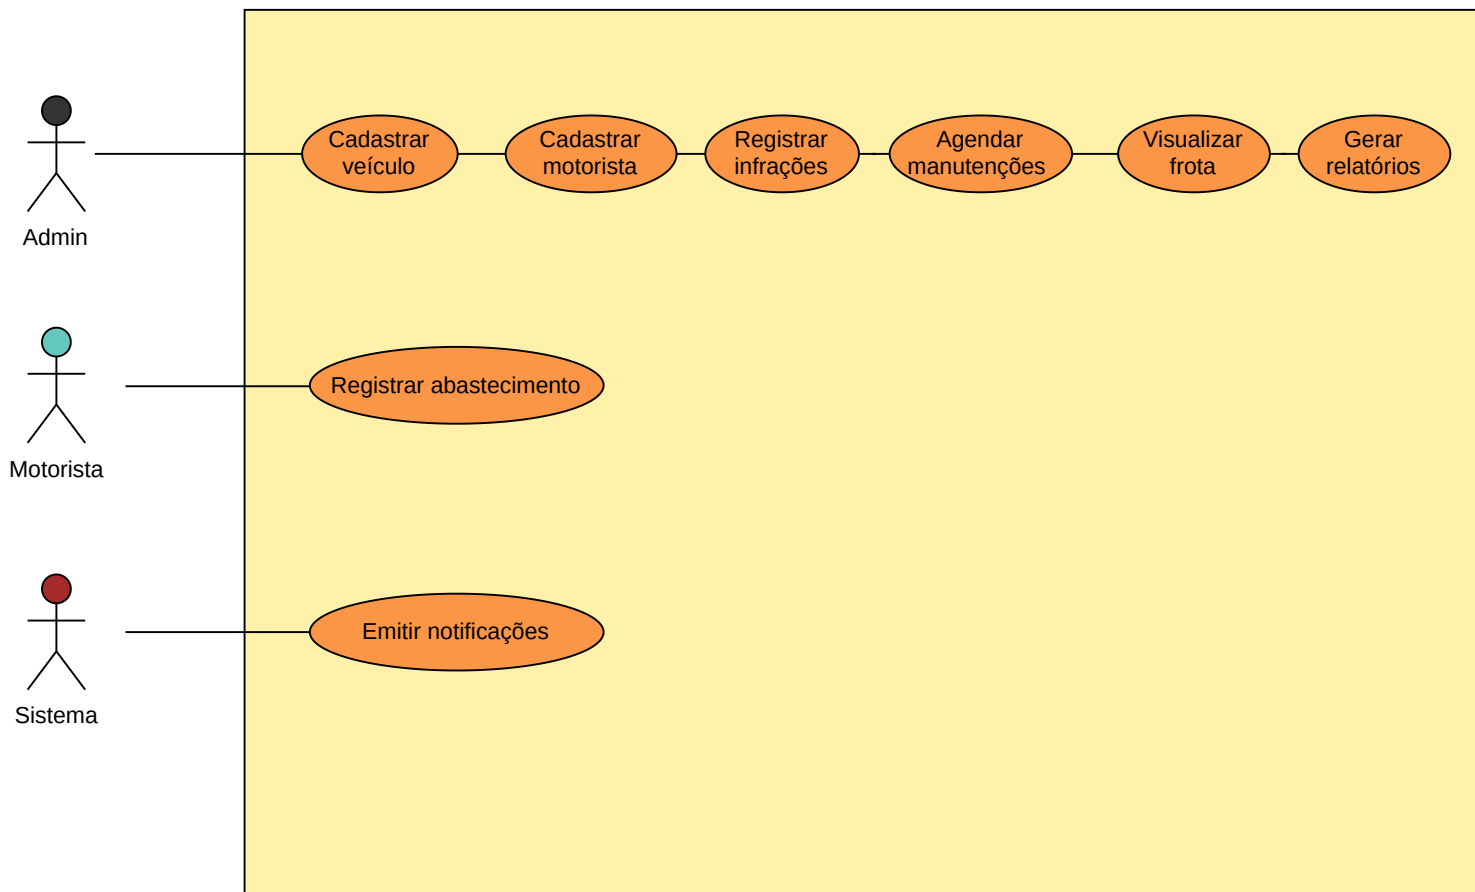 Cadastrar
veículo
Cadastrar
motorista
Registrar
infrações
Agendar
manutenções
Visualizar
frota
Gerar
relatórios
Admin
Registrar abastecimento
Motorista
Emitir notificações
Sistema